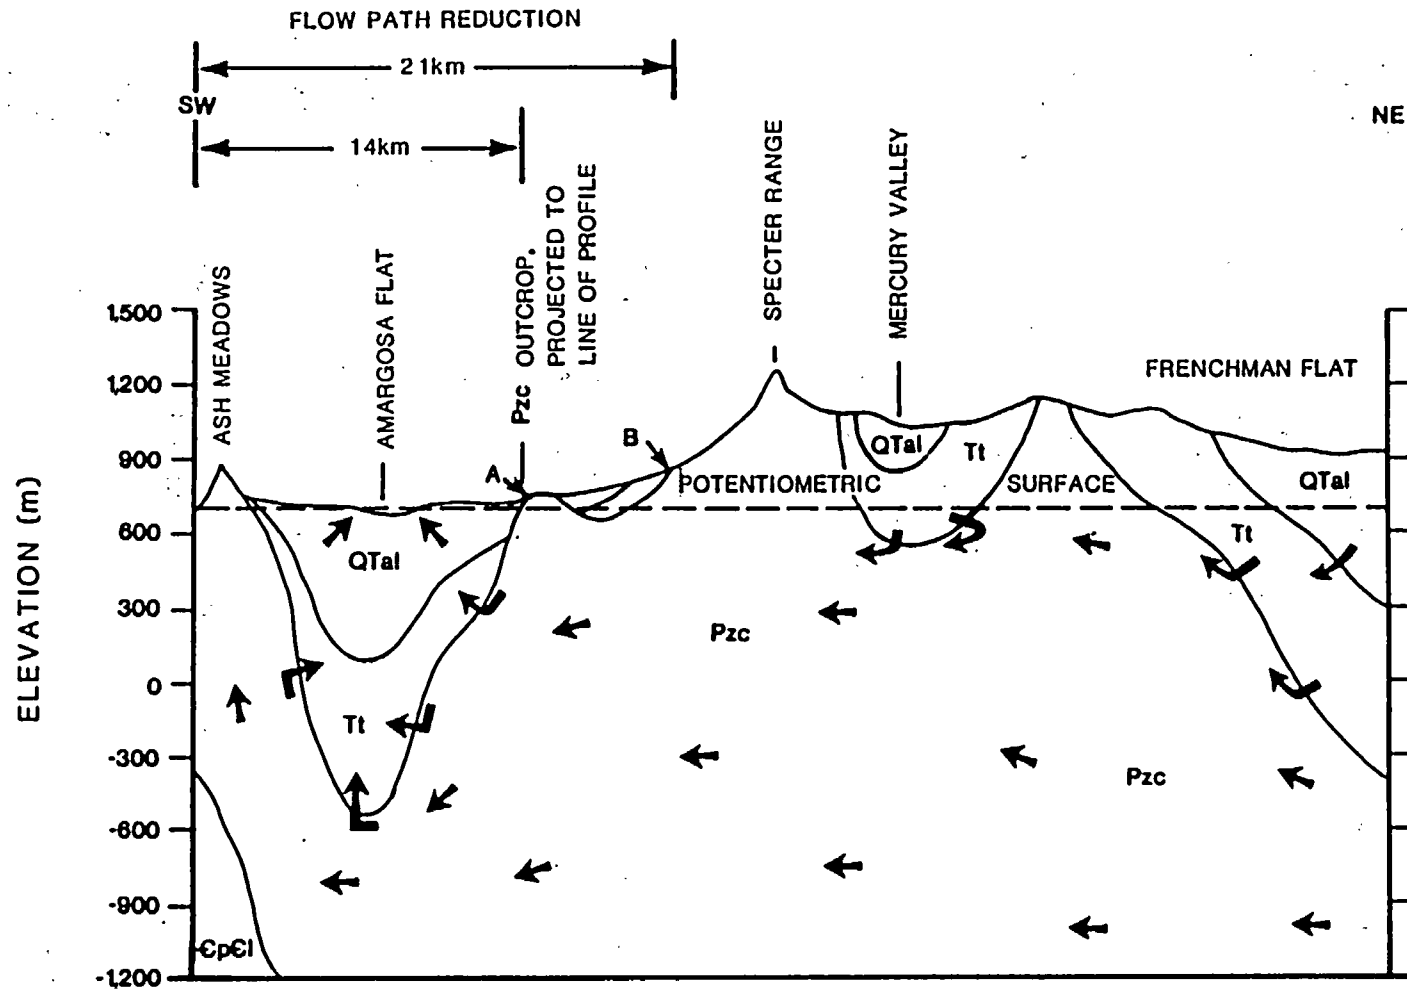 FLOW PATH REDUCTION
21km
SW
NE
14km
ASH MEADOWS
AMARGOSA FLAT
Pzc OUTCROP,
PROJECTED TO
LINE OF PROFILE
SPECTER RANGE
MERCURY VALLEY
FRENCHMAN FLAT
ELEVATION (m)
1,500
1,200
900
600
300
0
-300
-600
-900
-1,200
A
B
POTENTIOMETRIC
SURFACE
QTal
Tt
QTal
QTal
Tt
Pzc
Tt
Pzc
ЄpЄl